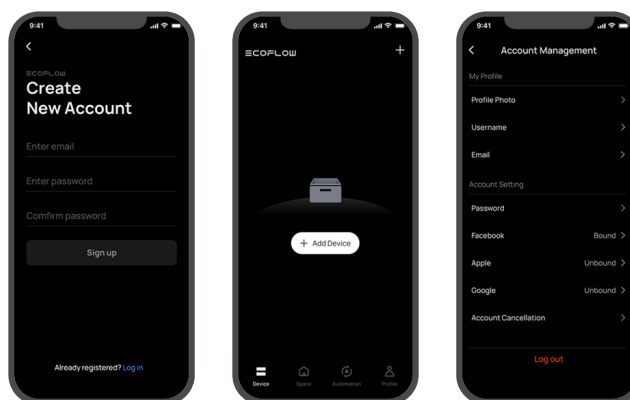 9:41
ECOFLOW
Create
New Account
Enter email
Enter password
Comfirm password
Sign up
Already registered? Log in
9:41
ECOFLOW
+
+ Add Device
Device Space Automation Profile
9:41
Account Management
My Profile
Profile Photo
Username
Email
Account Setting
Password
Facebook Bound
Apple Unbound
Google Unbound
Account Cancellation
Log out